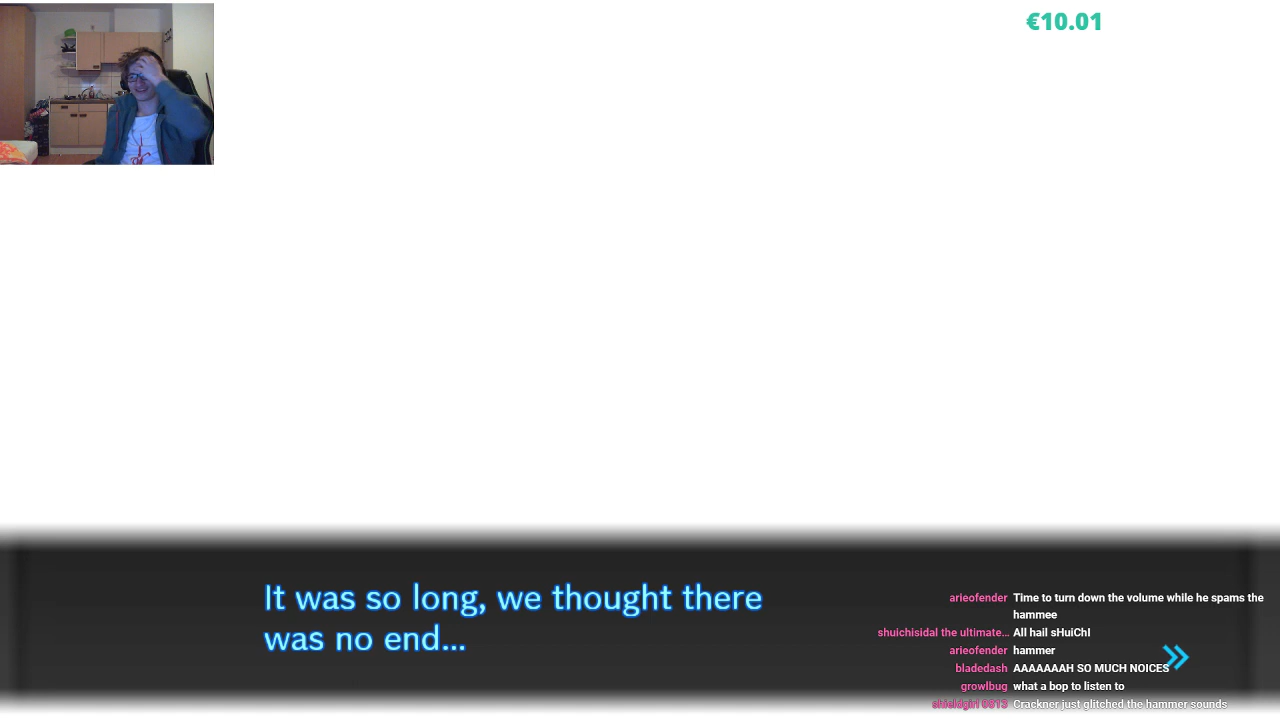 €10.01
It was so long, we thought there
was no end...
arieofender Time to turn down the volume while he spams the
hammee
shuichisidal the ultimate… All hail sHuiChI
arieofender hammer
bladedash AAAAAAAH SO MUCH NOICES
growlbug what a bop to listen to
shieldgirl 0813 Crackner just glitched the hammer sounds